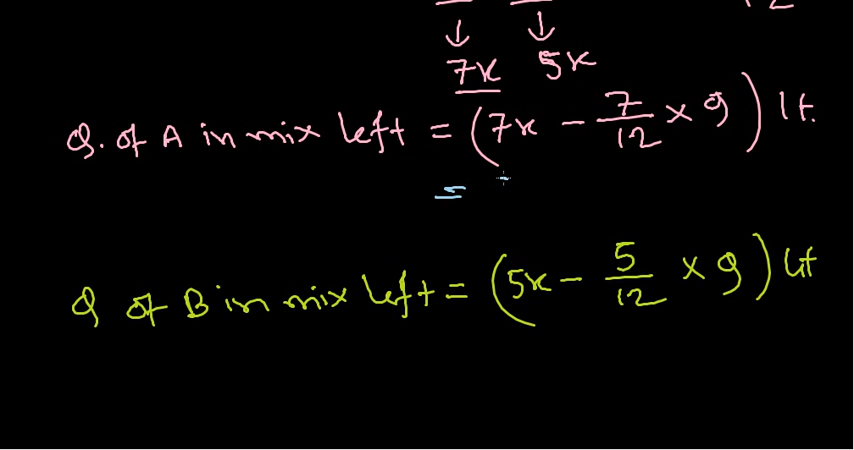 12
↓ ↓
7x 5x
Q. of A in mix left = (7x - 7/12 × 9) lt.
=
Q of B in mix left = (5x - 5/12 × 9) lt